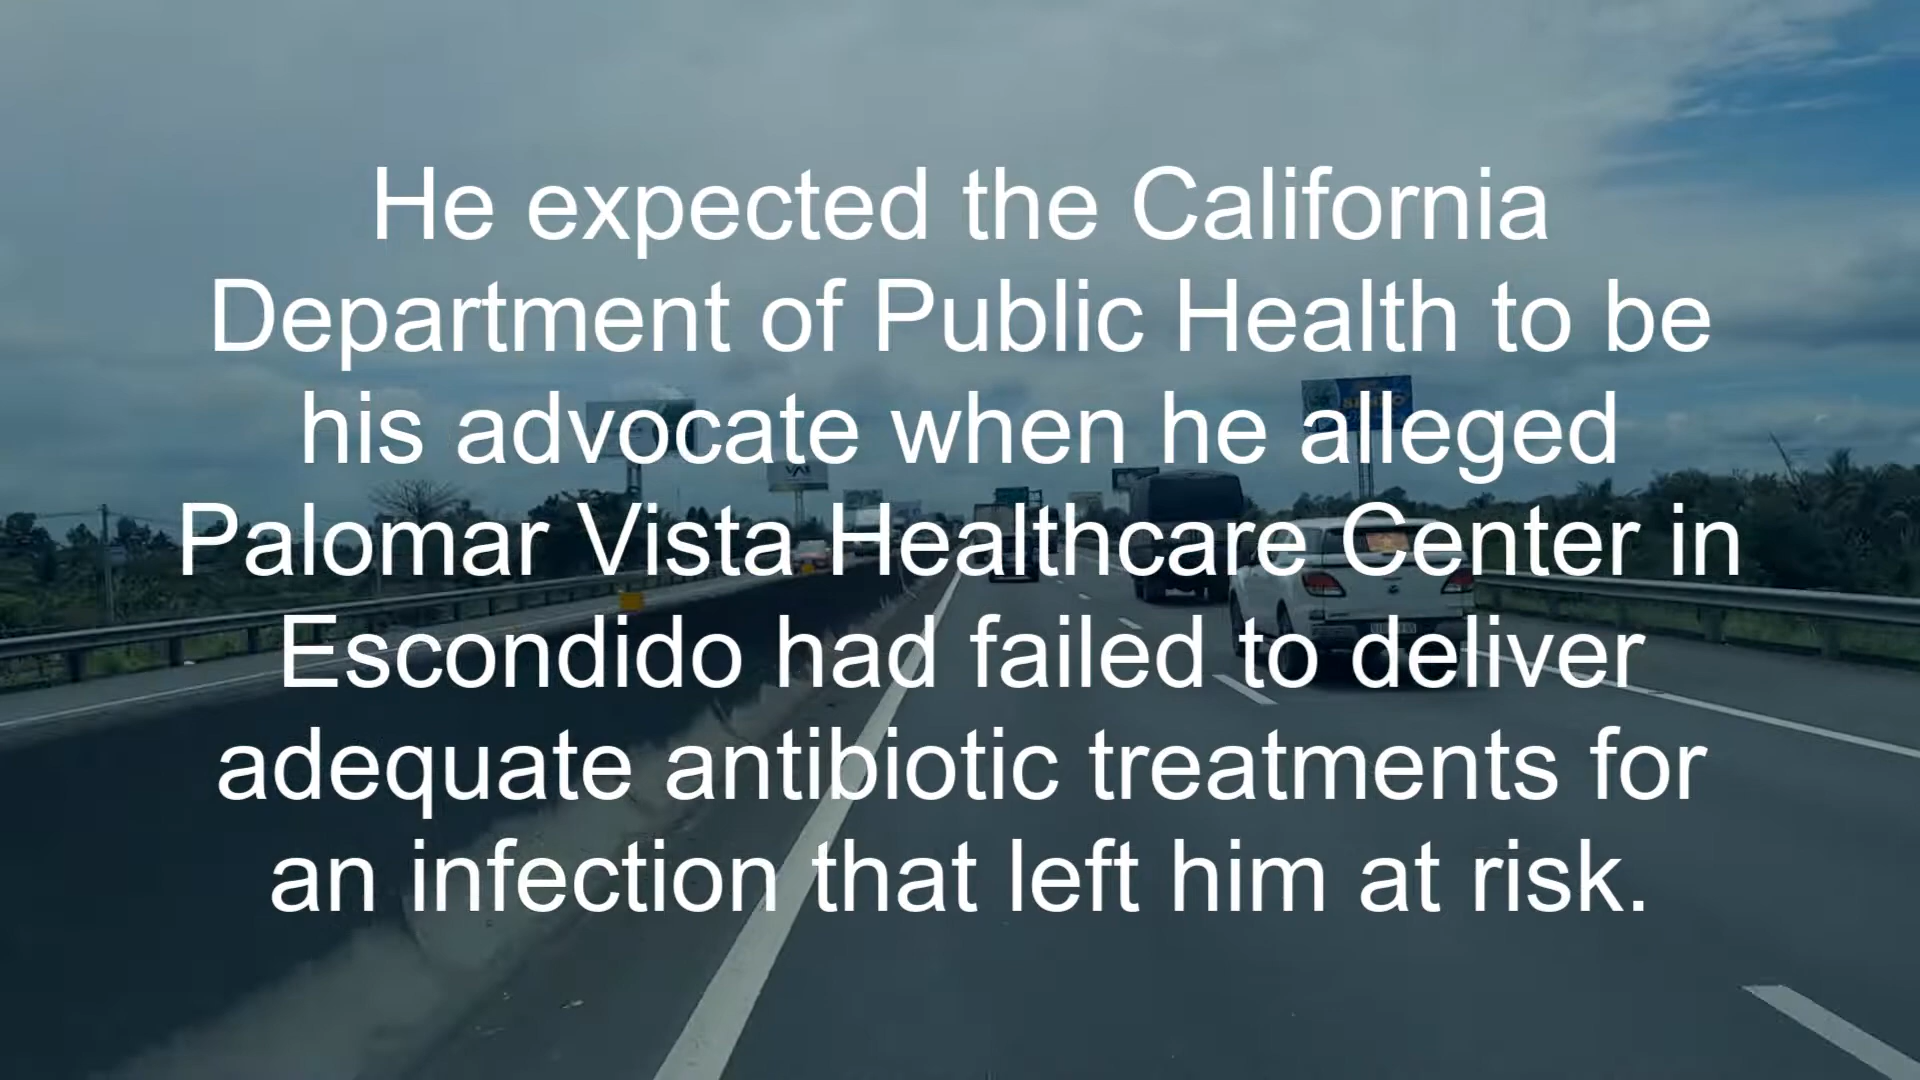 He expected the California
Department of Public Health to be
his advocate when he alleged
Palomar Vista Healthcare Center in
Escondido had failed to deliver
adequate antibiotic treatments for
an infection that left him at risk.